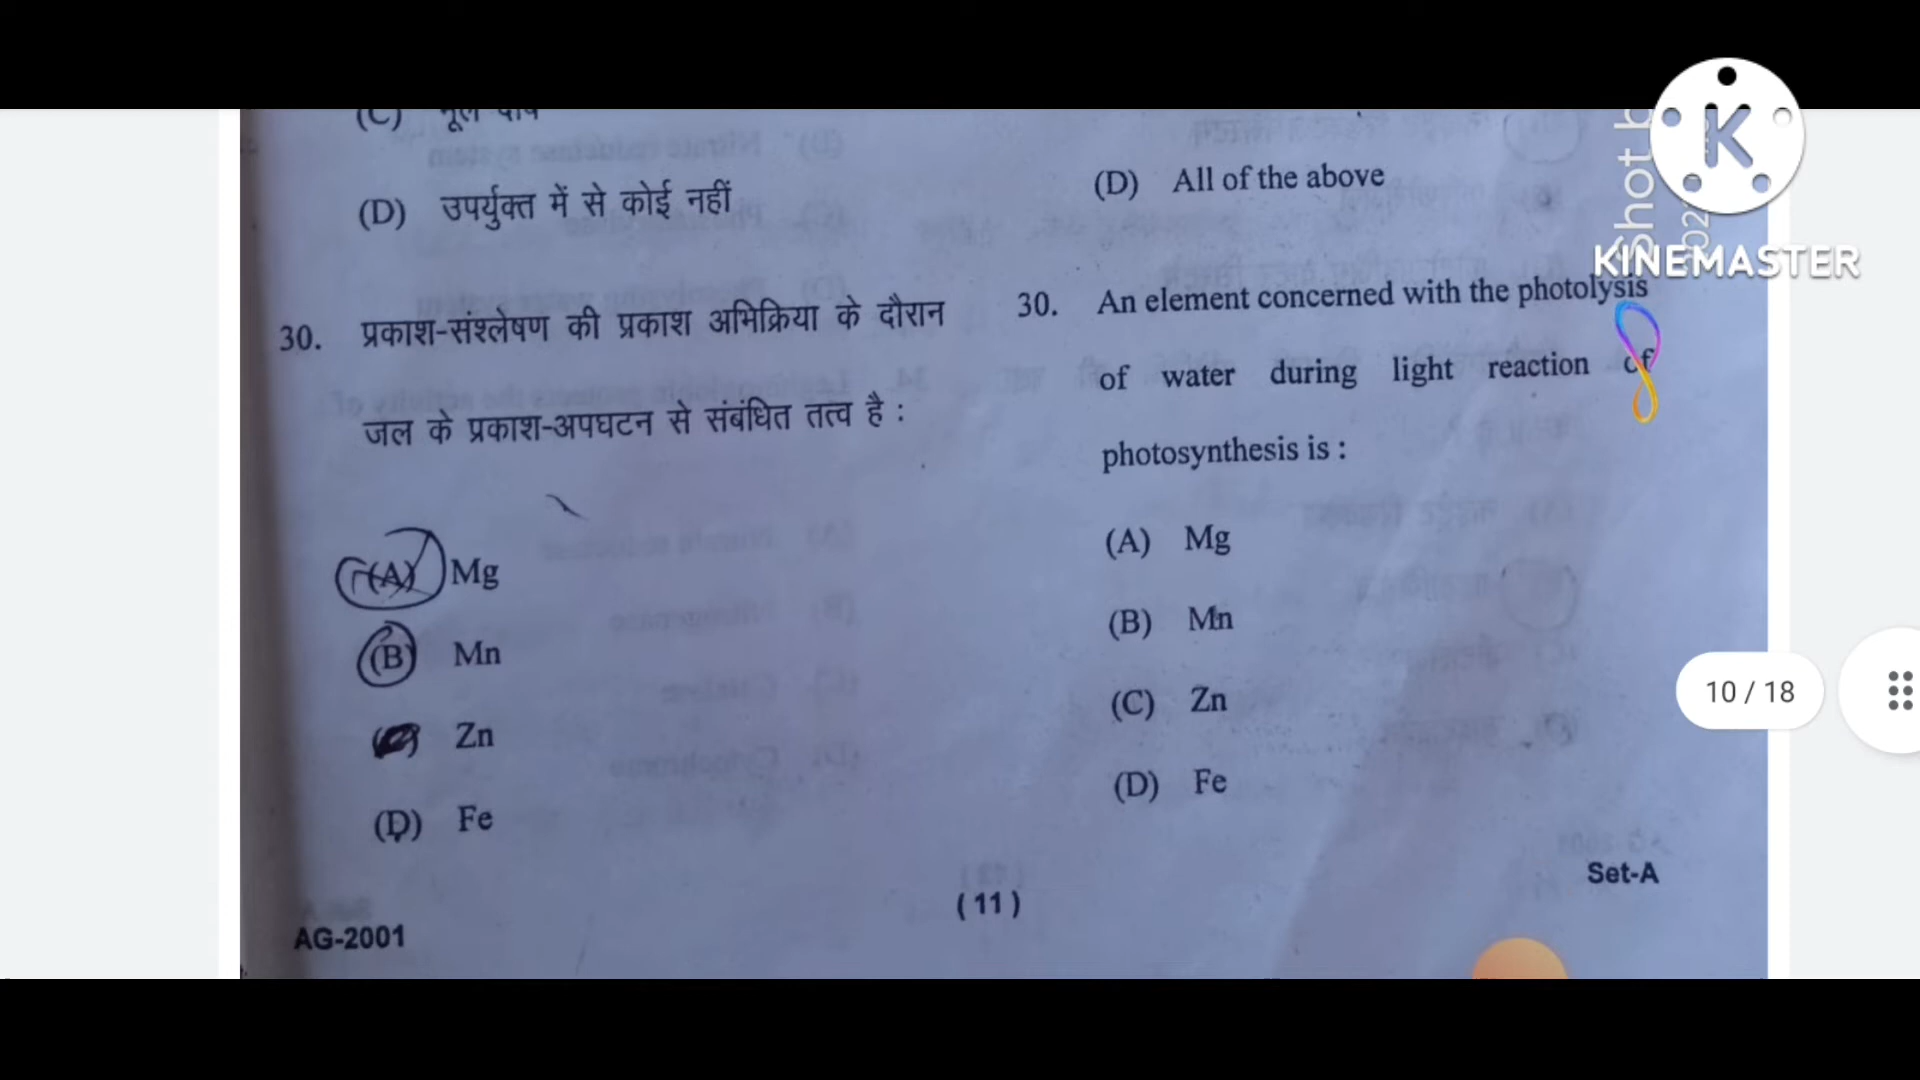 (D) उपर्युक्त में से कोई नहीं
30. प्रकाश-संश्लेषण की प्रकाश अभिक्रिया के दौरान
जल के प्रकाश-अपघटन से संबंधित तत्व है :
(A) Mg
(B) Mn
Zn
(D) Fe
AG-2001
(D) All of the above
30. An element concerned with the photolysis
of water during light reaction of
photosynthesis is :
(A) Mg
(B) Mn
(C) Zn
(D) Fe
Set-A
( 11 )
Shot b
K
KINEMASTER
10 / 18